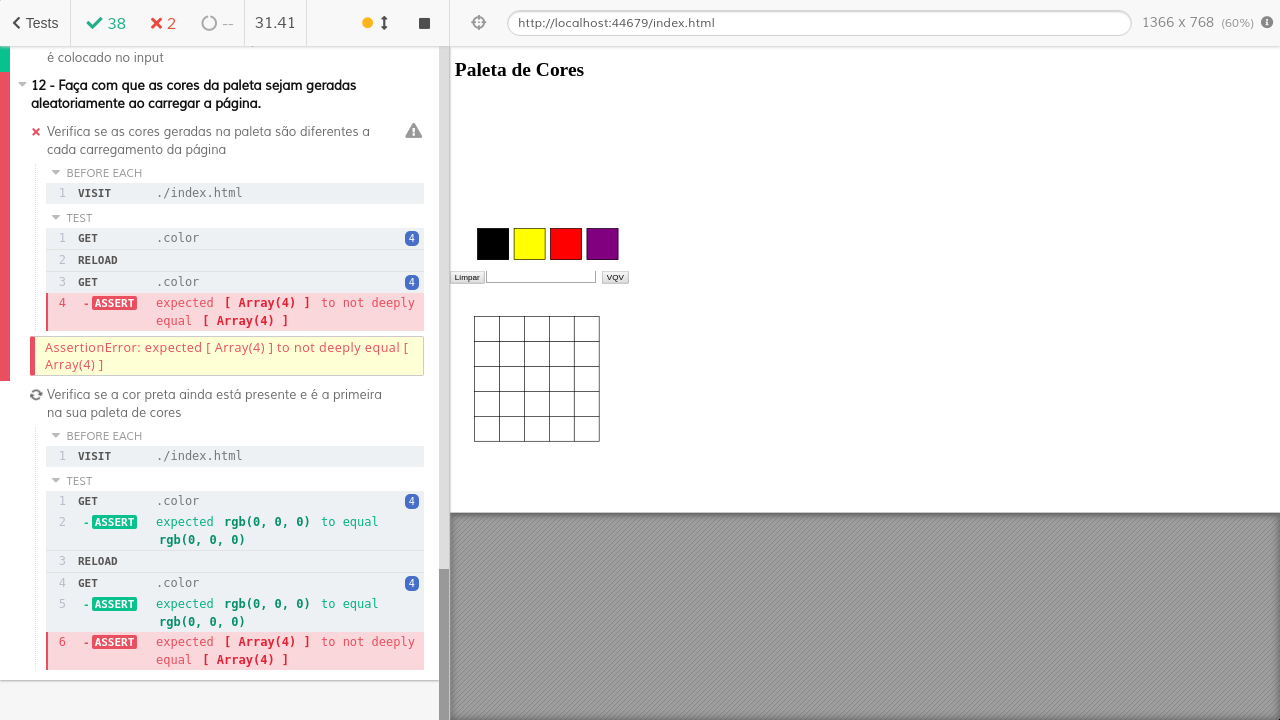 Tests
38
2
--
31.41
http://localhost:44679/index.html
1366 x 768 (60%)
é colocado no input
12 - Faça com que as cores da paleta sejam geradas
aleatoriamente ao carregar a página.
Verifica se as cores geradas na paleta são diferentes a
cada carregamento da página
BEFORE EACH
1 VISIT ./index.html
TEST
1 GET .color 4
2 RELOAD
3 GET .color 4
4 -ASSERT expected [ Array(4) ] to not deeply
equal [ Array(4) ]
AssertionError: expected [ Array(4) ] to not deeply equal [
Array(4) ]
Verifica se a cor preta ainda está presente e é a primeira
na sua paleta de cores
BEFORE EACH
1 VISIT ./index.html
TEST
1 GET .color 4
2 -ASSERT expected rgb(0, 0, 0) to equal
rgb(0, 0, 0)
3 RELOAD
4 GET .color 4
5 -ASSERT expected rgb(0, 0, 0) to equal
rgb(0, 0, 0)
6 -ASSERT expected [ Array(4) ] to not deeply
equal [ Array(4) ]
Paleta de Cores
Limpar
VQV